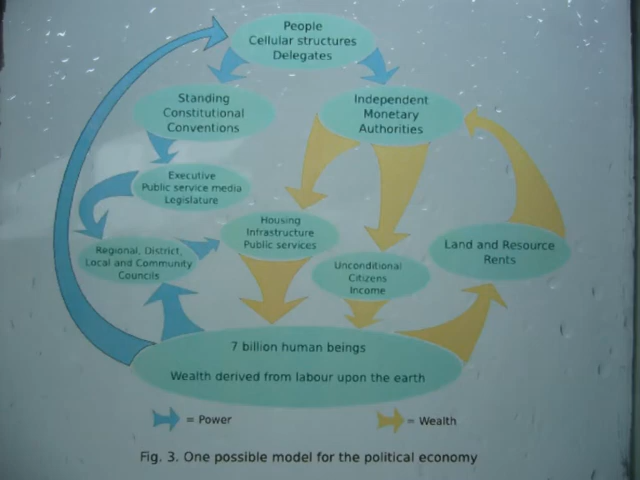 People
Cellular structures
Delegates
Standing
Constitutional
Conventions
Independent
Monetary
Authorities
Executive
Public service media
Legislature
Housing
Infrastructure
Public services
Regional, District,
Local and Community
Councils
Unconditional
Citizens
Income
Land and Resource
Rents
7 billion human beings
Wealth derived from labour upon the earth
= Power
= Wealth
Fig. 3. One possible model for the political economy